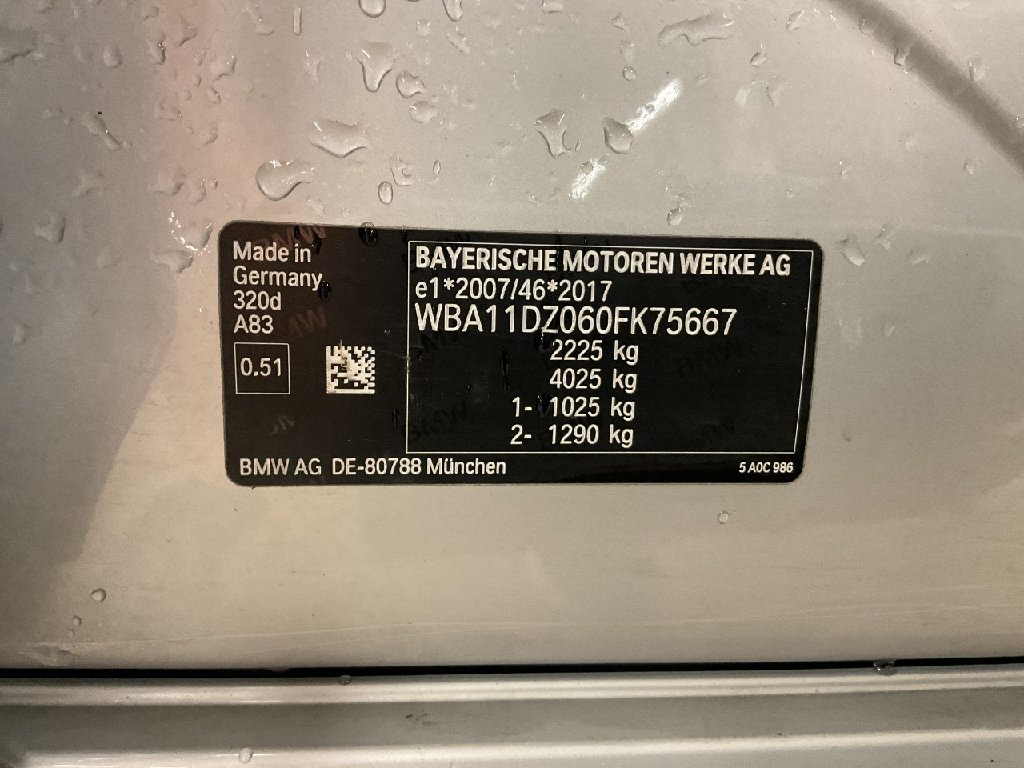 Made in
Germany
320d
A83
0.51
BAYERISCHE MOTOREN WERKE AG
e1*2007/46*2017
WBA11DZ060FK75667
2225 kg
4025 kg
1- 1025 kg
2- 1290 kg
BMW AG DE-80788 München
5 A0C 986